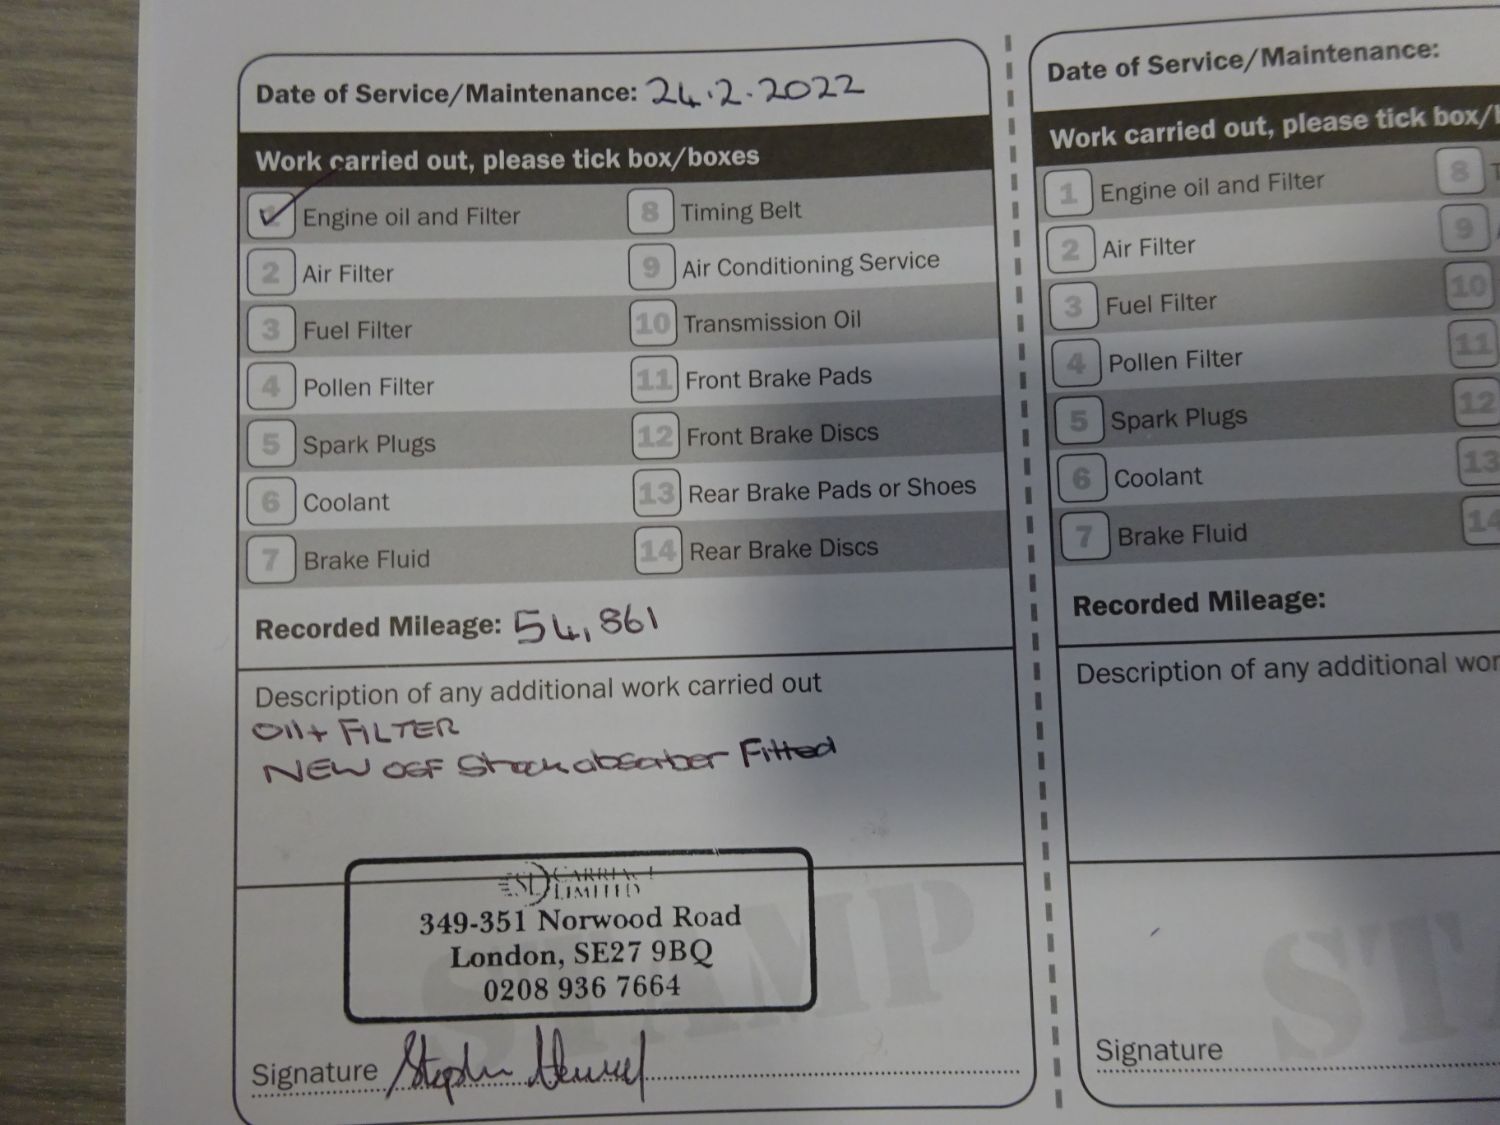 Date of Service/Maintenance: 24.2.2022
Work carried out, please tick box/boxes
1 Engine oil and Filter
8 Timing Belt
2 Air Filter
9 Air Conditioning Service
3 Fuel Filter
10 Transmission Oil
4 Pollen Filter
11 Front Brake Pads
5 Spark Plugs
12 Front Brake Discs
6 Coolant
13 Rear Brake Pads or Shoes
7 Brake Fluid
14 Rear Brake Discs
Recorded Mileage: 54,861
Description of any additional work carried out
Oil + FILTER
NEW OSF Shock absorber Fitted
LIMITED
349-351 Norwood Road
London, SE27 9BQ
0208 936 7664
STAMP
Signature
Date of Service/Maintenance:
Work carried out, please tick box/
1 Engine oil and Filter
8
2 Air Filter
9
3 Fuel Filter
10
4 Pollen Filter
11
5 Spark Plugs
12
6 Coolant
13
7 Brake Fluid
14
Recorded Mileage:
Description of any additional wor
ST
Signature